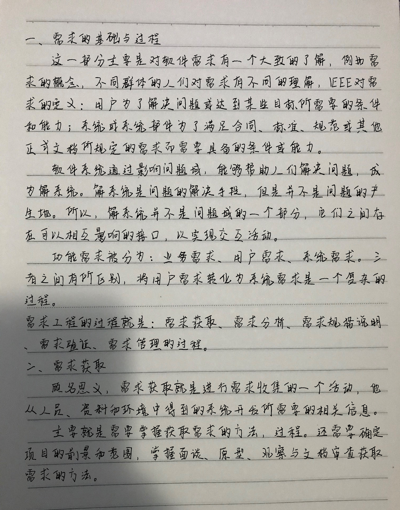 一、需求的基础与过程
这一部分主要是对软件需求有一个大致的了解，例如需
求的概念，不同群体的人们对需求有不同的理解，IEEE对需
求的定义：用户为了解决问题或达到某些目标所需要的条件
和能力；系统或系统部件为了满足合同、标准、规范或其他
正式文档所规定的需求而需要具备的条件或能力。
软件系统通过影响问题域，能够帮助人们解决问题，成
为解系统。解系统是问题的解决手段，但是并不是问题的产
生地。所以，解系统并不是问题域的一个部分，它们之间存
在可以相互影响的接口，以实现交互活动。
功能需求被分为：业务需求、用户需求、系统需求。三
者之间有所区别，将用户需求转化为系统需求是一个复杂的
过程。
需求工程的过程就是：需求获取、需求分析、需求规格说明
、需求验证、需求管理的过程。
二、需求获取
顾名思义，需求获取就是进行需求收集的一个活动，他
从人员、资料和环境中得到的系统开发所需要的相关信息。
主要就是需要掌握获取需求的方法，过程。还需要确定
项目的前景和范围，掌握面谈、原型、观察与文档审查获取
需求的方法。